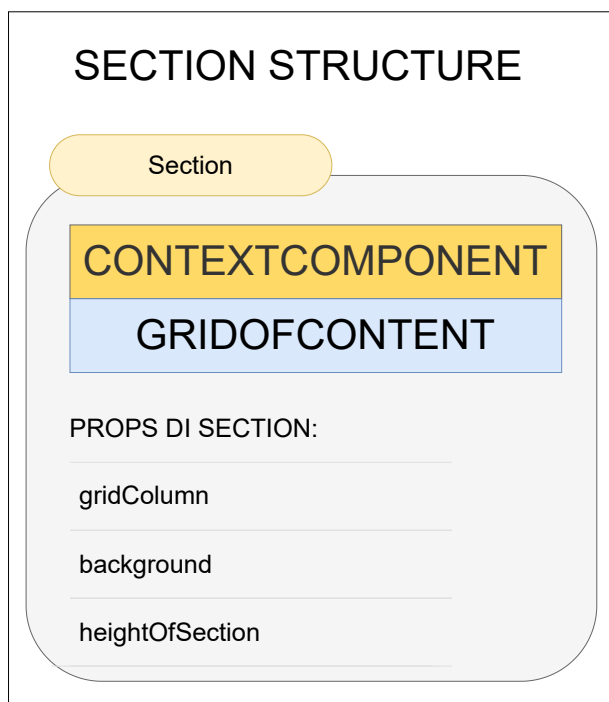 SECTION STRUCTURE
Section
CONTEXTCOMPONENT
GRIDOFCONTENT
PROPS DI SECTION:
gridColumn
background
heightOfSection